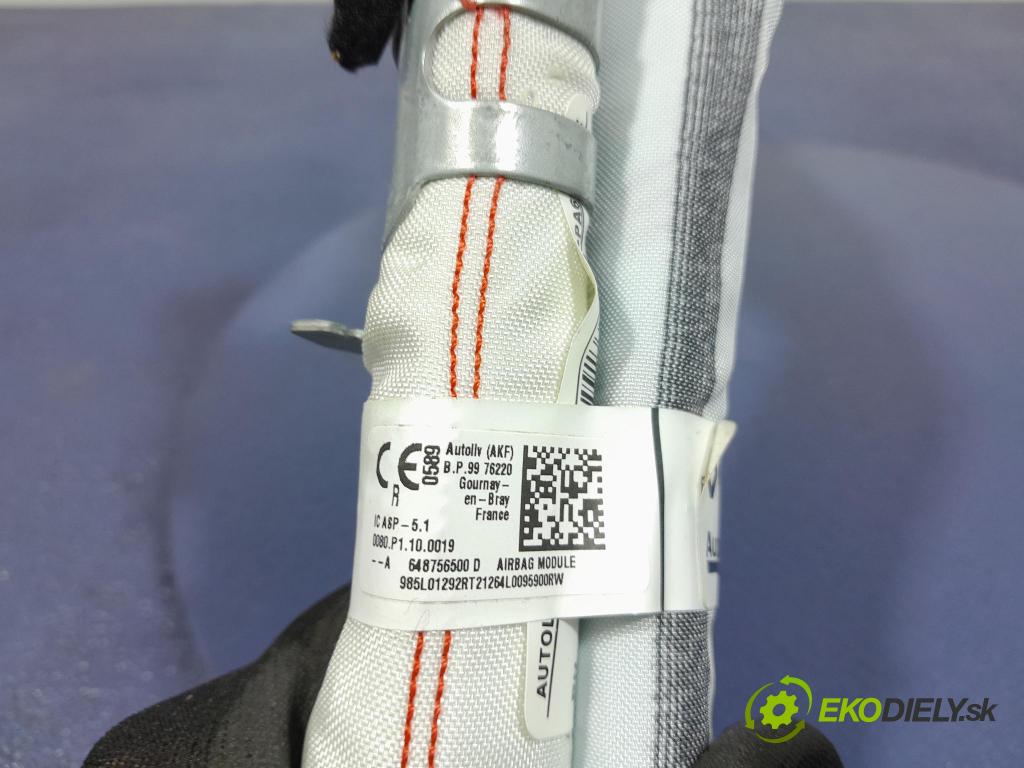 CE
R
0589
Autoliv (AKF)
B.P.99 76220
Gournay-
en-Bray
France
IC ASP-5.1
0080.P1.10.0019
--A 648756500 D AIRBAG MODULE
985L01292RT21264L0095900RW
EKODIELY.sk